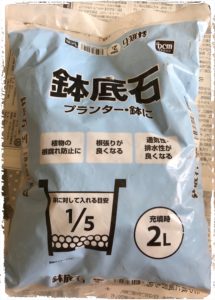 DCM
鉢底石
プランター・鉢に
植物の
根腐れ防止に
根張りが
良くなる
通気性・
排水性が
良くなる
鉢に対して入れる目安
1/5
充填時
2L
鉢底石